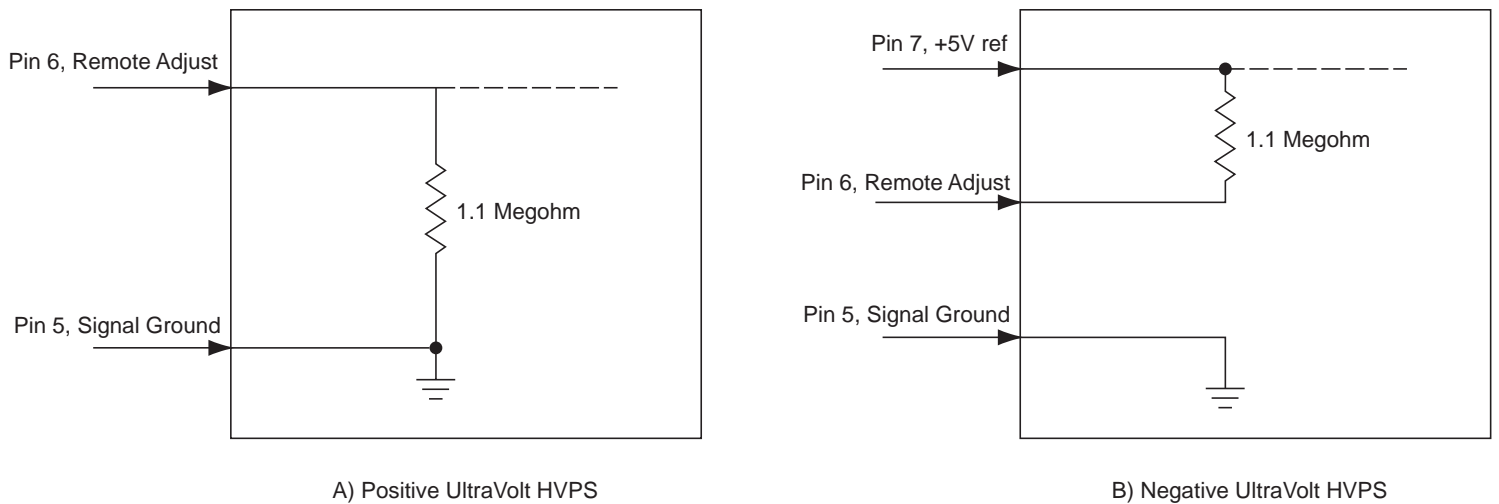 Pin 6, Remote Adjust
1.1 Megohm
Pin 5, Signal Ground
A) Positive UltraVolt HVPS
Pin 7, +5V ref
1.1 Megohm
Pin 6, Remote Adjust
Pin 5, Signal Ground
B) Negative UltraVolt HVPS